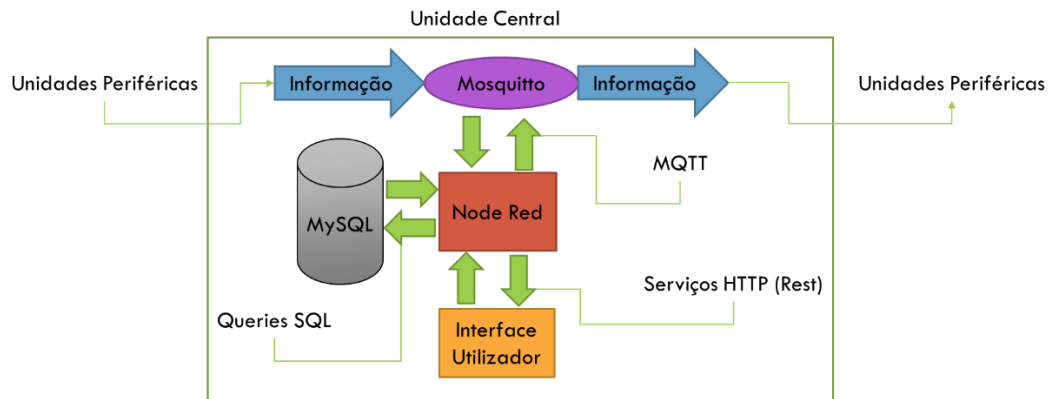 Unidade Central
Unidades Periféricas
Informação
Mosquitto
Informação
Unidades Periféricas
MQTT
MySQL
Node Red
Serviços HTTP (Rest)
Queries SQL
Interface
Utilizador